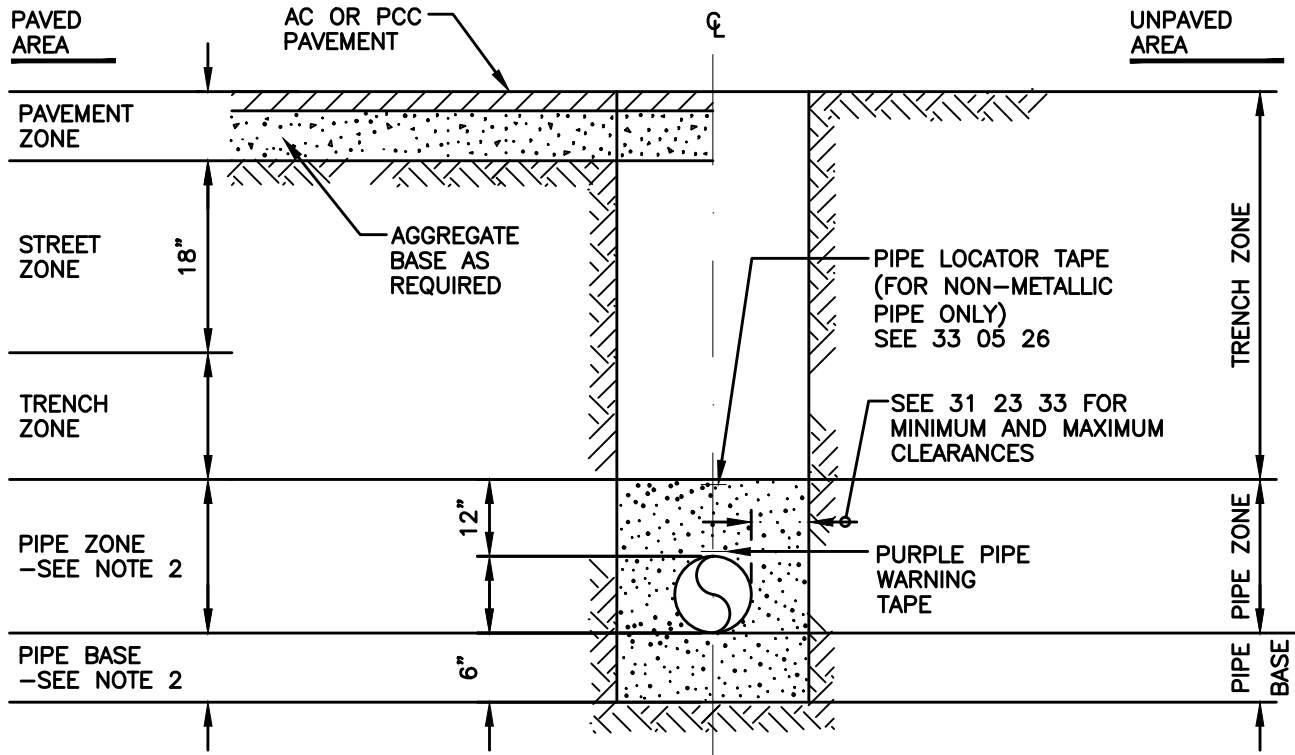 PAVED
AREA
AC OR PCC
PAVEMENT
℄
UNPAVED
AREA
PAVEMENT
ZONE
STREET
ZONE
18"
AGGREGATE
BASE AS
REQUIRED
PIPE LOCATOR TAPE
(FOR NON-METALLIC
PIPE ONLY)
SEE 33 05 26
TRENCH ZONE
TRENCH
ZONE
SEE 31 23 33 FOR
MINIMUM AND MAXIMUM
CLEARANCES
PIPE ZONE
-SEE NOTE 2
12"
PURPLE PIPE
WARNING
TAPE
PIPE ZONE
PIPE BASE
-SEE NOTE 2
6"
PIPE
BASE